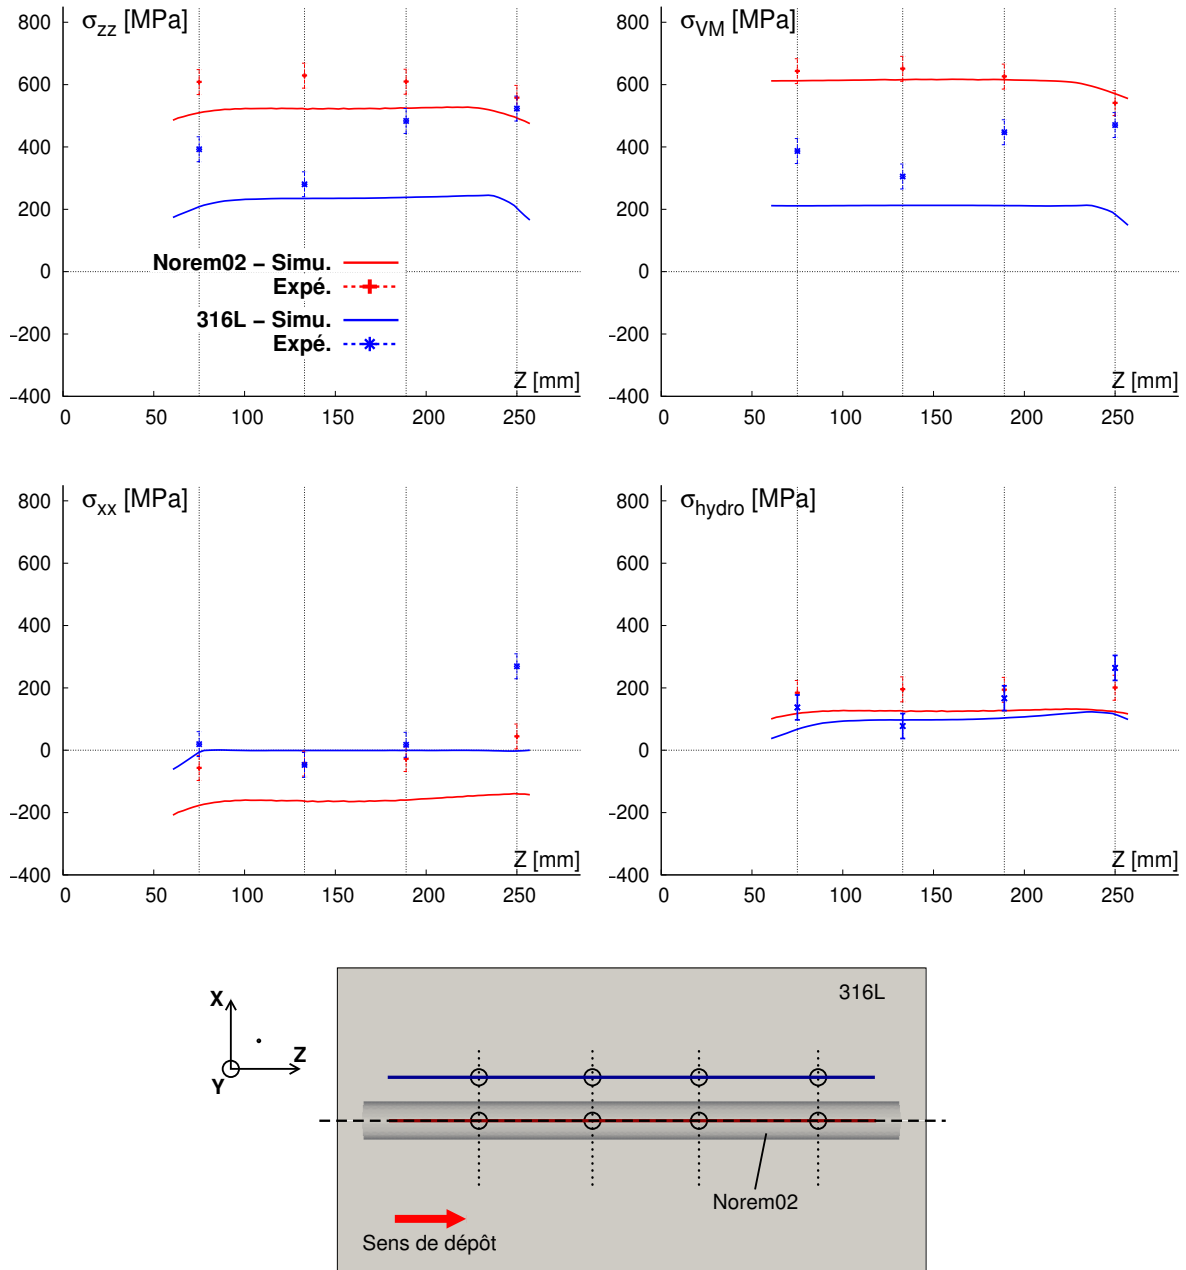 σzz [MPa]
800
600
400
200
0
−200
−400
Norem02 − Simu.
Expé.
316L − Simu.
Expé.
Z [mm]
0 50 100 150 200 250
σVM [MPa]
800
600
400
200
0
−200
−400
Z [mm]
0 50 100 150 200 250
σxx [MPa]
800
600
400
200
0
−200
−400
Z [mm]
0 50 100 150 200 250
σhydro [MPa]
800
600
400
200
0
−200
−400
Z [mm]
0 50 100 150 200 250
316L
X
Z
Y
Norem02
Sens de dépôt